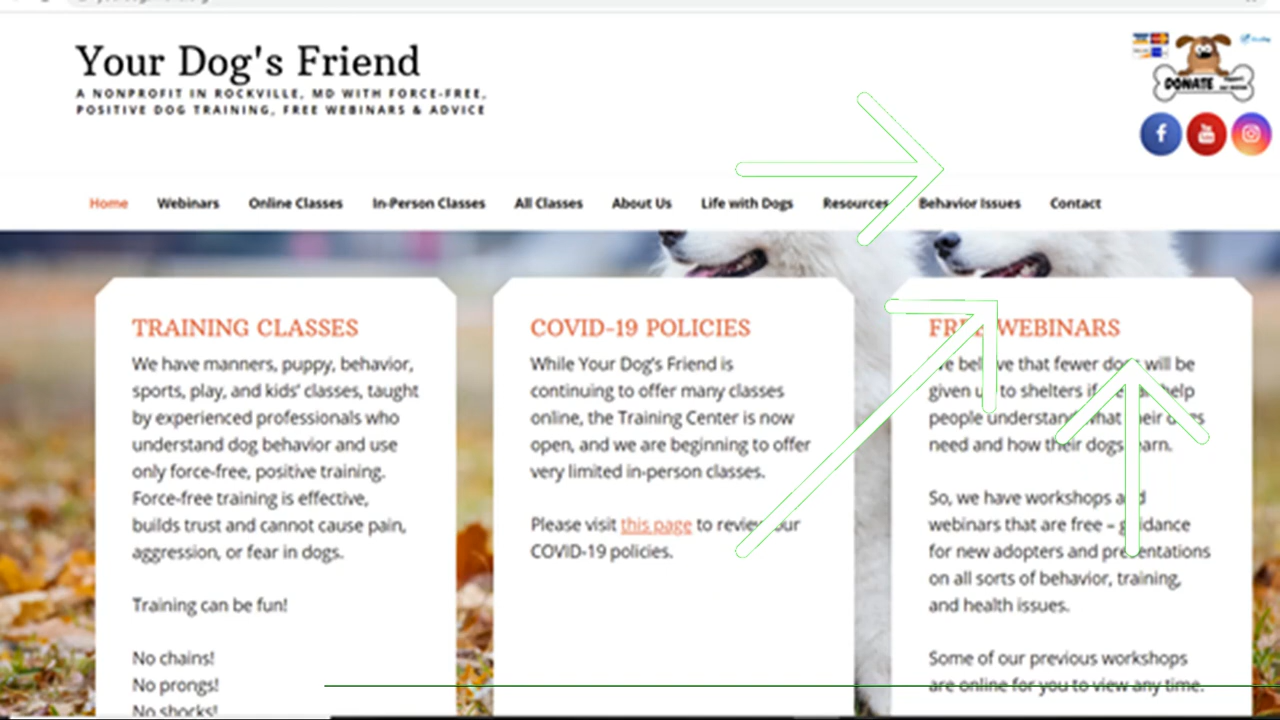 Your Dog's Friend
A NONPROFIT IN ROCKVILLE, MD WITH FORCE-FREE,
POSITIVE DOG TRAINING, FREE WEBINARS & ADVICE
DONATE
Home Webinars Online Classes In-Person Classes All Classes About Us Life with Dogs Resources Behavior Issues Contact
TRAINING CLASSES
We have manners, puppy, behavior,
sports, play, and kids' classes, taught
by experienced professionals who
understand dog behavior and use
only force-free, positive training.
Force-free training is effective,
builds trust and cannot cause pain,
aggression, or fear in dogs.
Training can be fun!
No chains!
No prongs!
No shocks!
COVID-19 POLICIES
While Your Dog's Friend is
continuing to offer many classes
online, the Training Center is now
open, and we are beginning to offer
very limited in-person classes.
Please visit this page to review our
COVID-19 policies.
FREE WEBINARS
We believe that fewer dogs will be
given up to shelters if we can help
people understand what their dogs
need and how their dogs learn.
So, we have workshops and
webinars that are free – guidance
for new adopters and presentations
on all sorts of behavior, training,
and health issues.
Some of our previous workshops
are online for you to view any time.